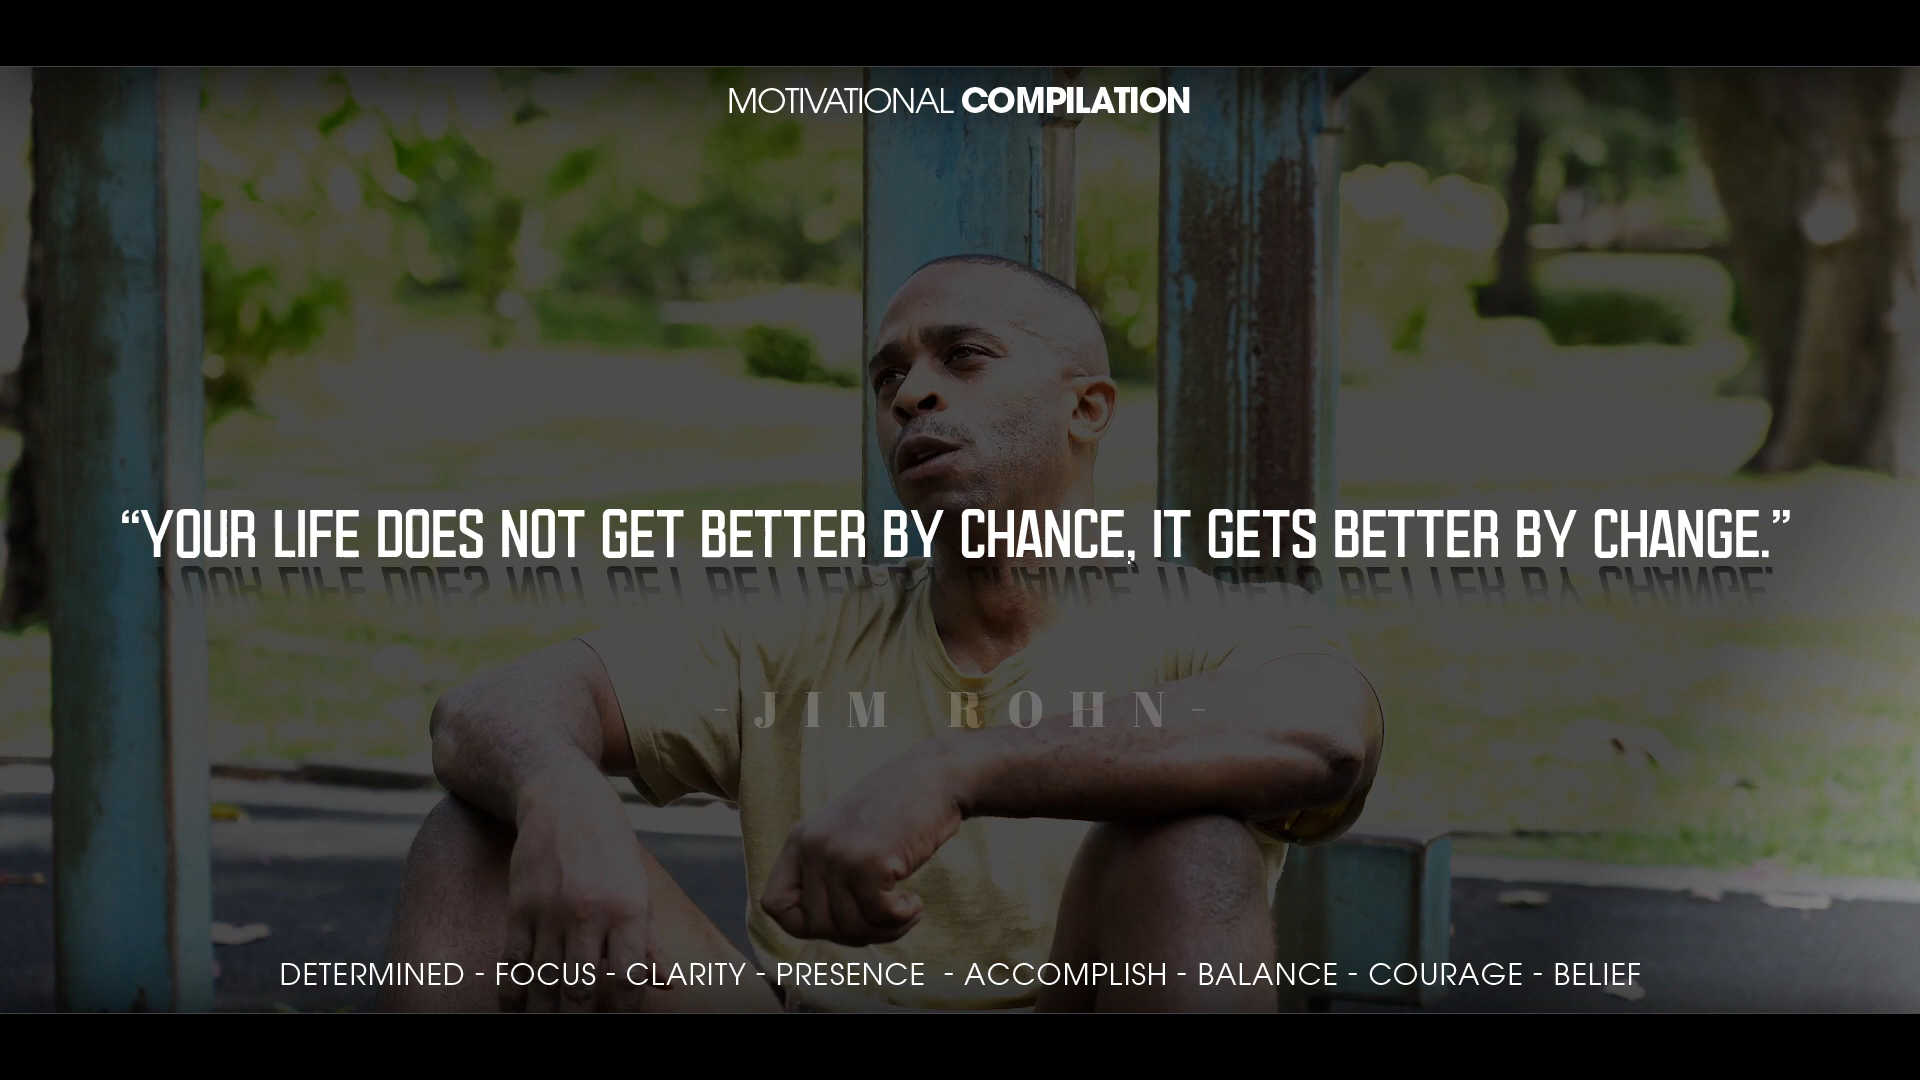 MOTIVATIONAL COMPILATION
“YOUR LIFE DOES NOT GET BETTER BY CHANCE, IT GETS BETTER BY CHANGE.”
- JIM ROHN -
DETERMINED - FOCUS - CLARITY - PRESENCE - ACCOMPLISH - BALANCE - COURAGE - BELIEF